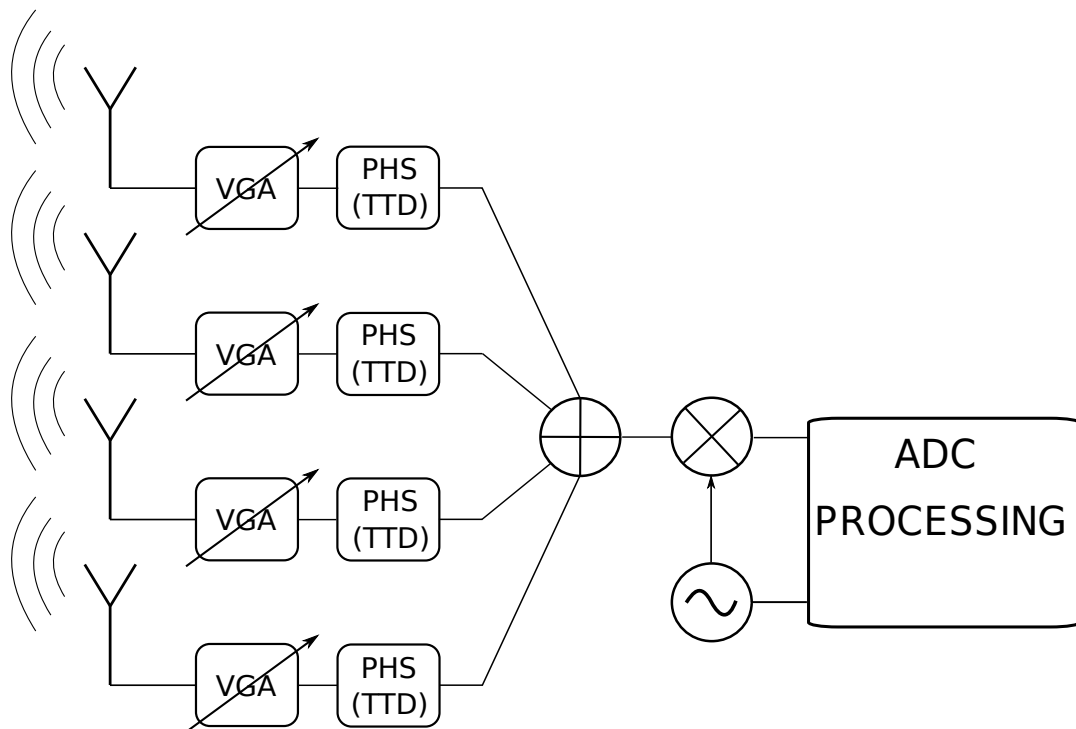 VGA
PHS
(TTD)
VGA
PHS
(TTD)
VGA
PHS
(TTD)
VGA
PHS
(TTD)
ADC
PROCESSING